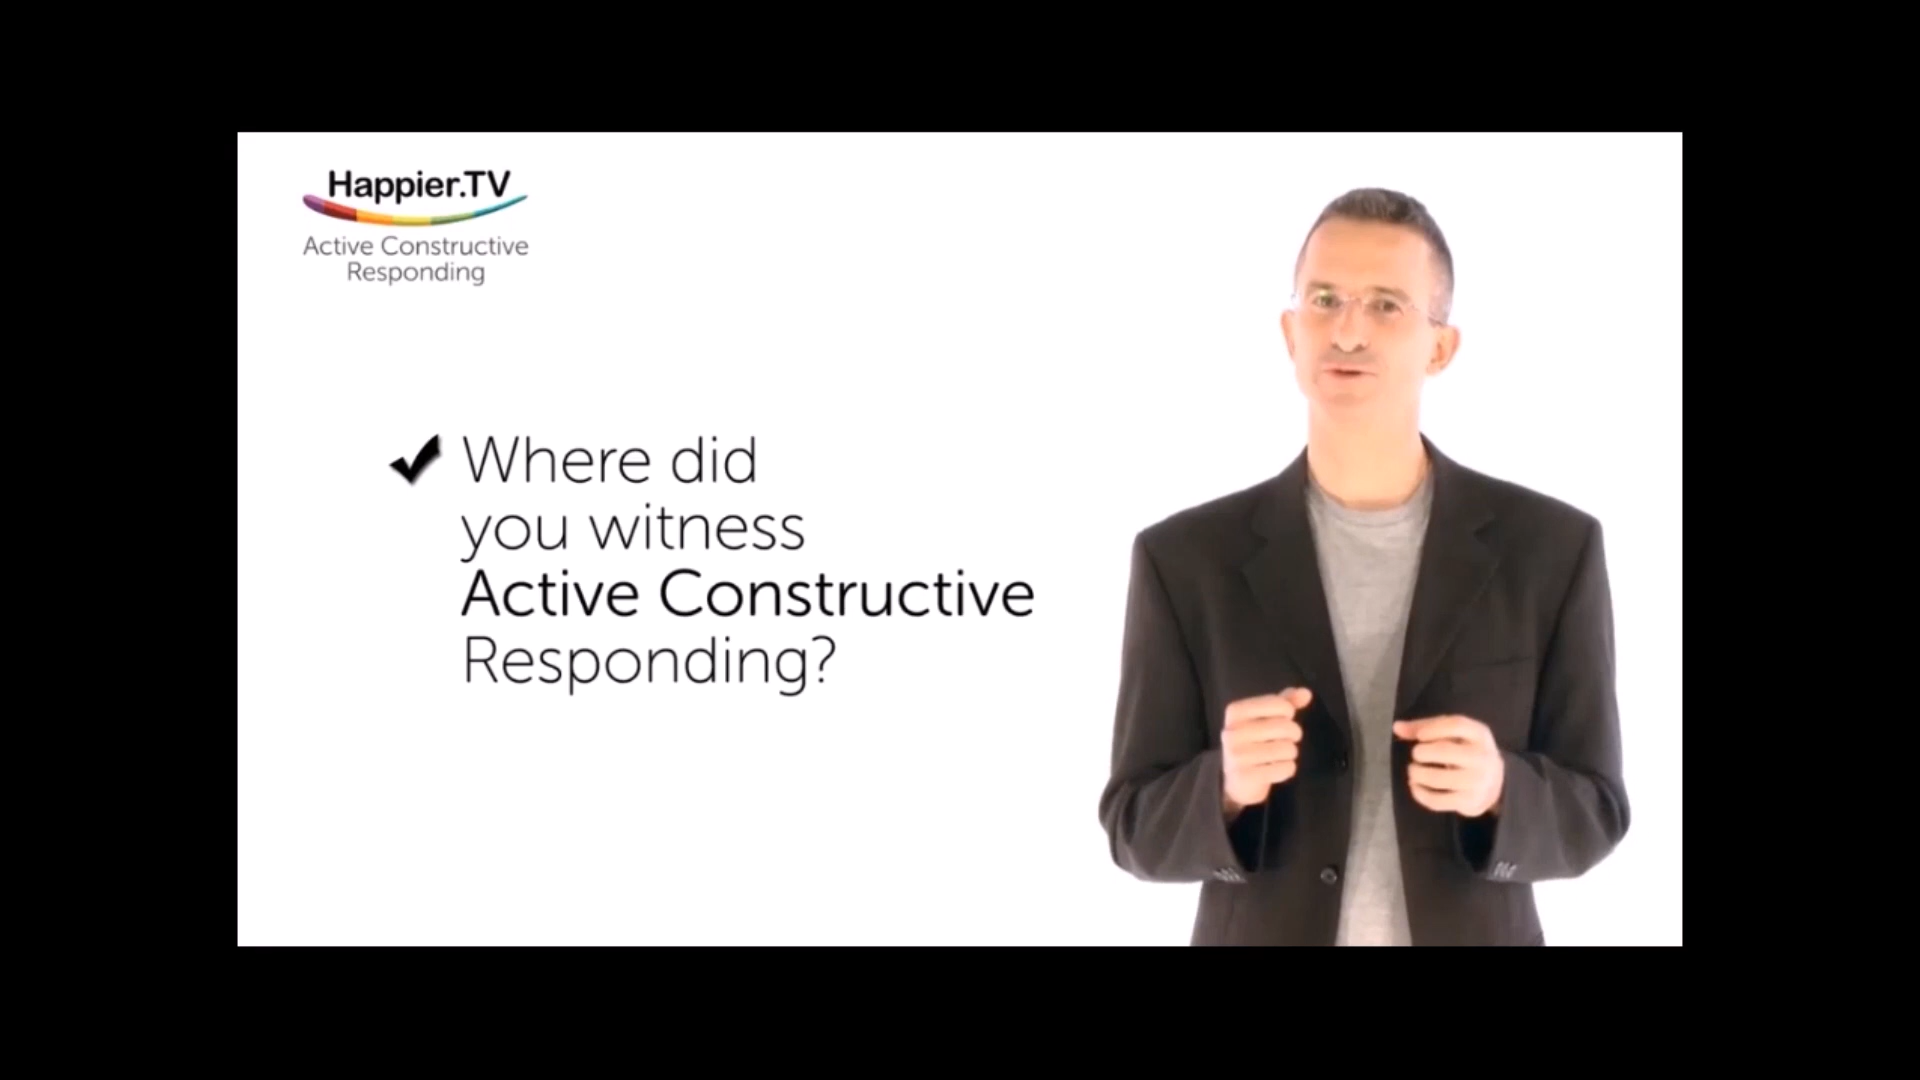 Happier.TV
Active Constructive
Responding
Where did
you witness
Active Constructive
Responding?